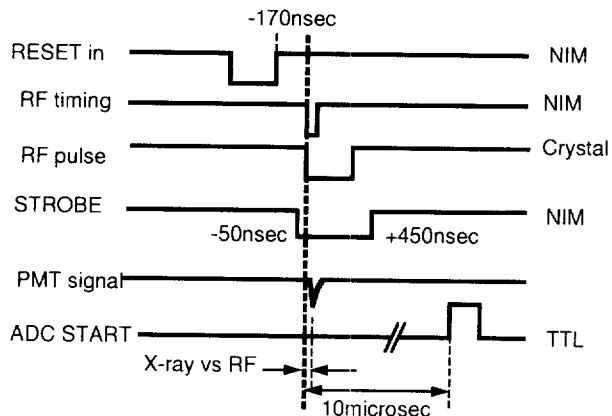 -170nsec
RESET in NIM
RF timing NIM
RF pulse Crystal
STROBE NIM
-50nsec +450nsec
PMT signal
ADC START TTL
X-ray vs RF
10microsec